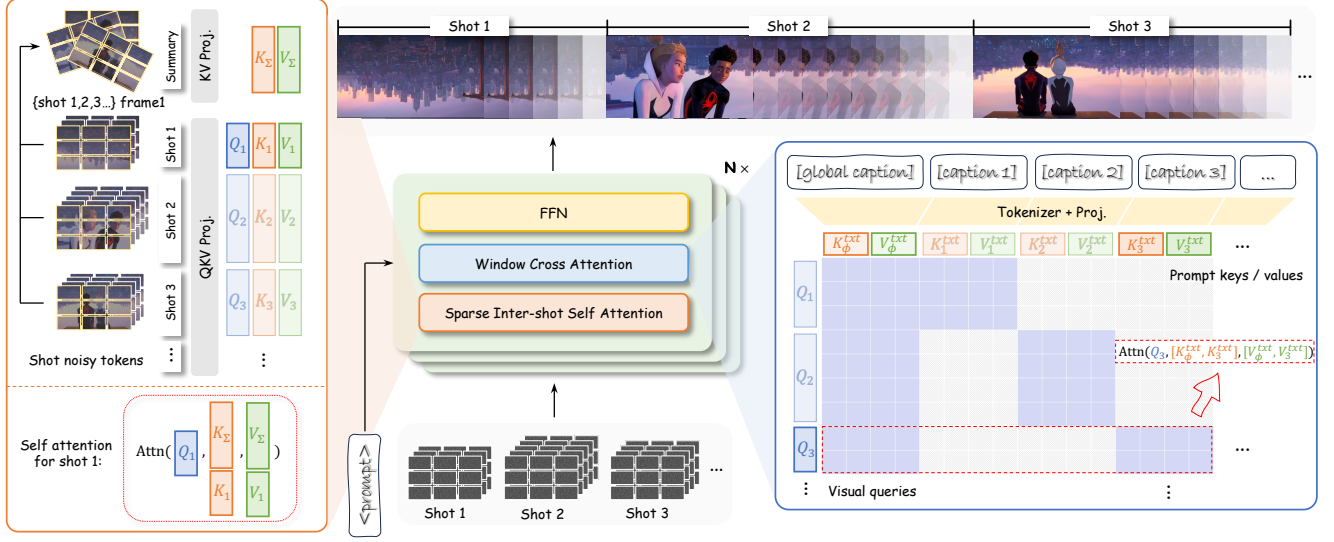 Summary
KV Proj.
K_Σ V_Σ
{shot 1,2,3...} frame1
Shot 1
Q_1 K_1 V_1
Shot 2
QKV Proj.
Q_2 K_2 V_2
Shot 3
Q_3 K_3 V_3
Shot noisy tokens
...
⋮
Self attention
for shot 1:
Attn( Q_1 , K_Σ K_1 , V_Σ V_1 )
Shot 1
Shot 2
Shot 3
...
N ×
FFN
Window Cross Attention
Sparse Inter-shot Self Attention
<prompt>
Shot 1
Shot 2
Shot 3
...
[global caption]
[caption 1]
[caption 2]
[caption 3]
...
Tokenizer + Proj.
K_ϕ^txt V_ϕ^txt K_1^txt V_1^txt K_2^txt V_2^txt K_3^txt V_3^txt ...
Prompt keys / values
Q_1
Attn(Q_3, [K_ϕ^txt, K_3^txt], [V_ϕ^txt, V_3^txt])
Q_2
Q_3
...
⋮
Visual queries
⋮